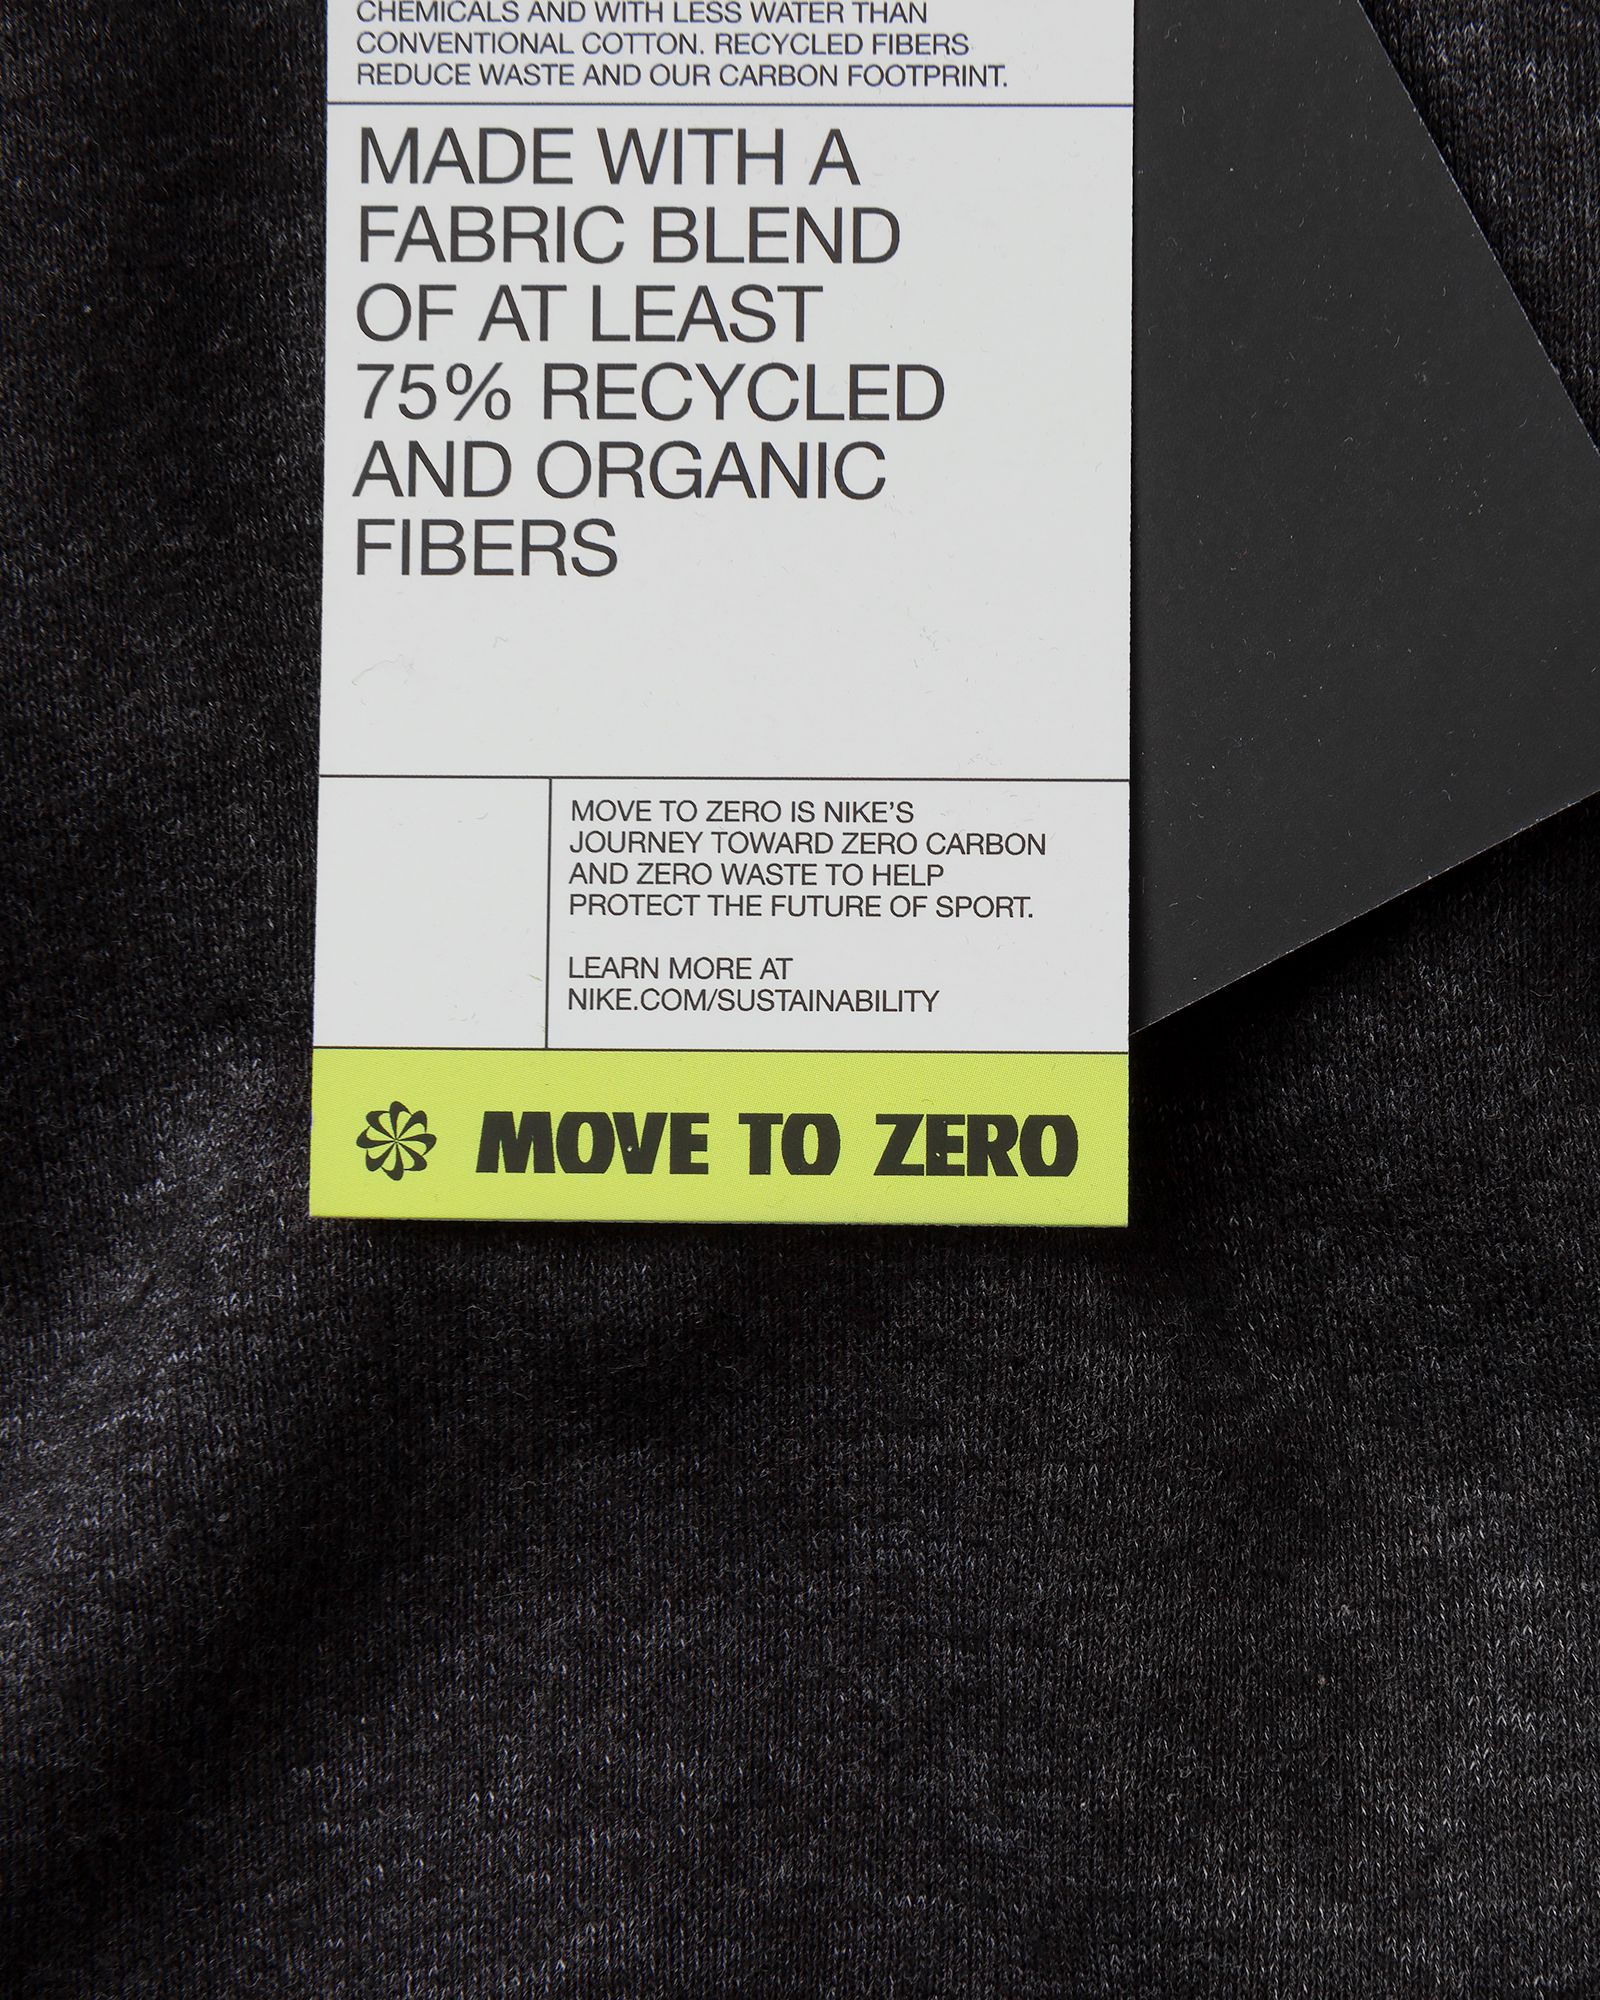 CHEMICALS AND WITH LESS WATER THAN
CONVENTIONAL COTTON. RECYCLED FIBERS
REDUCE WASTE AND OUR CARBON FOOTPRINT.
MADE WITH A
FABRIC BLEND
OF AT LEAST
75% RECYCLED
AND ORGANIC
FIBERS
MOVE TO ZERO IS NIKE'S
JOURNEY TOWARD ZERO CARBON
AND ZERO WASTE TO HELP
PROTECT THE FUTURE OF SPORT.
LEARN MORE AT
NIKE.COM/SUSTAINABILITY
MOVE TO ZERO